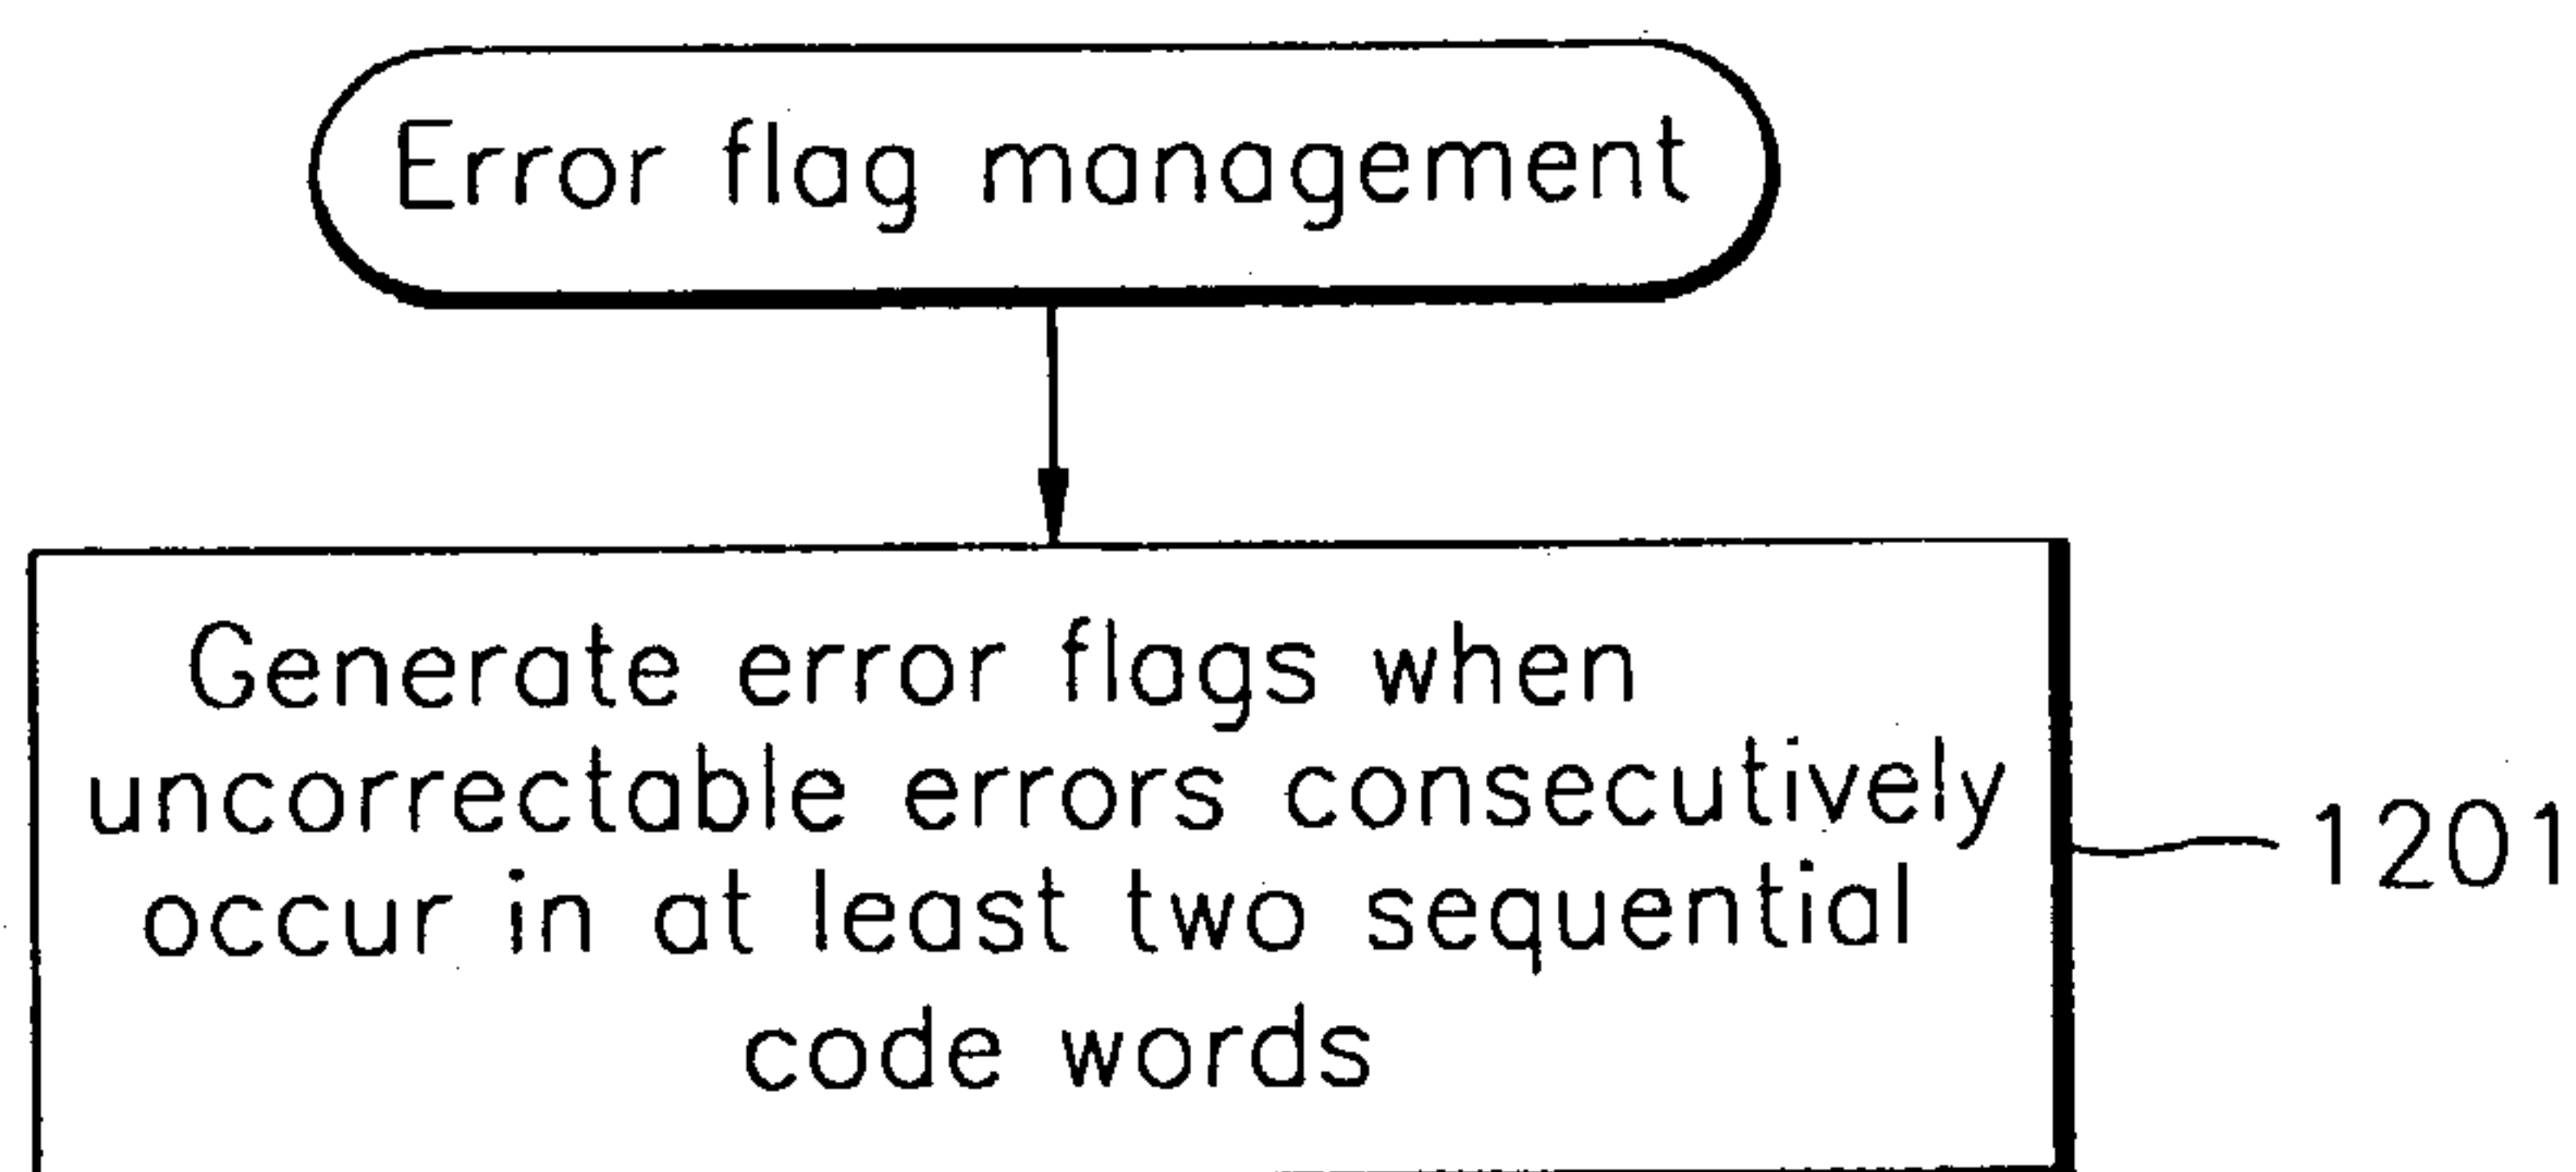 Error flag management
Generate error flags when
uncorrectable errors consecutively
occur in at least two sequential
code words
1201